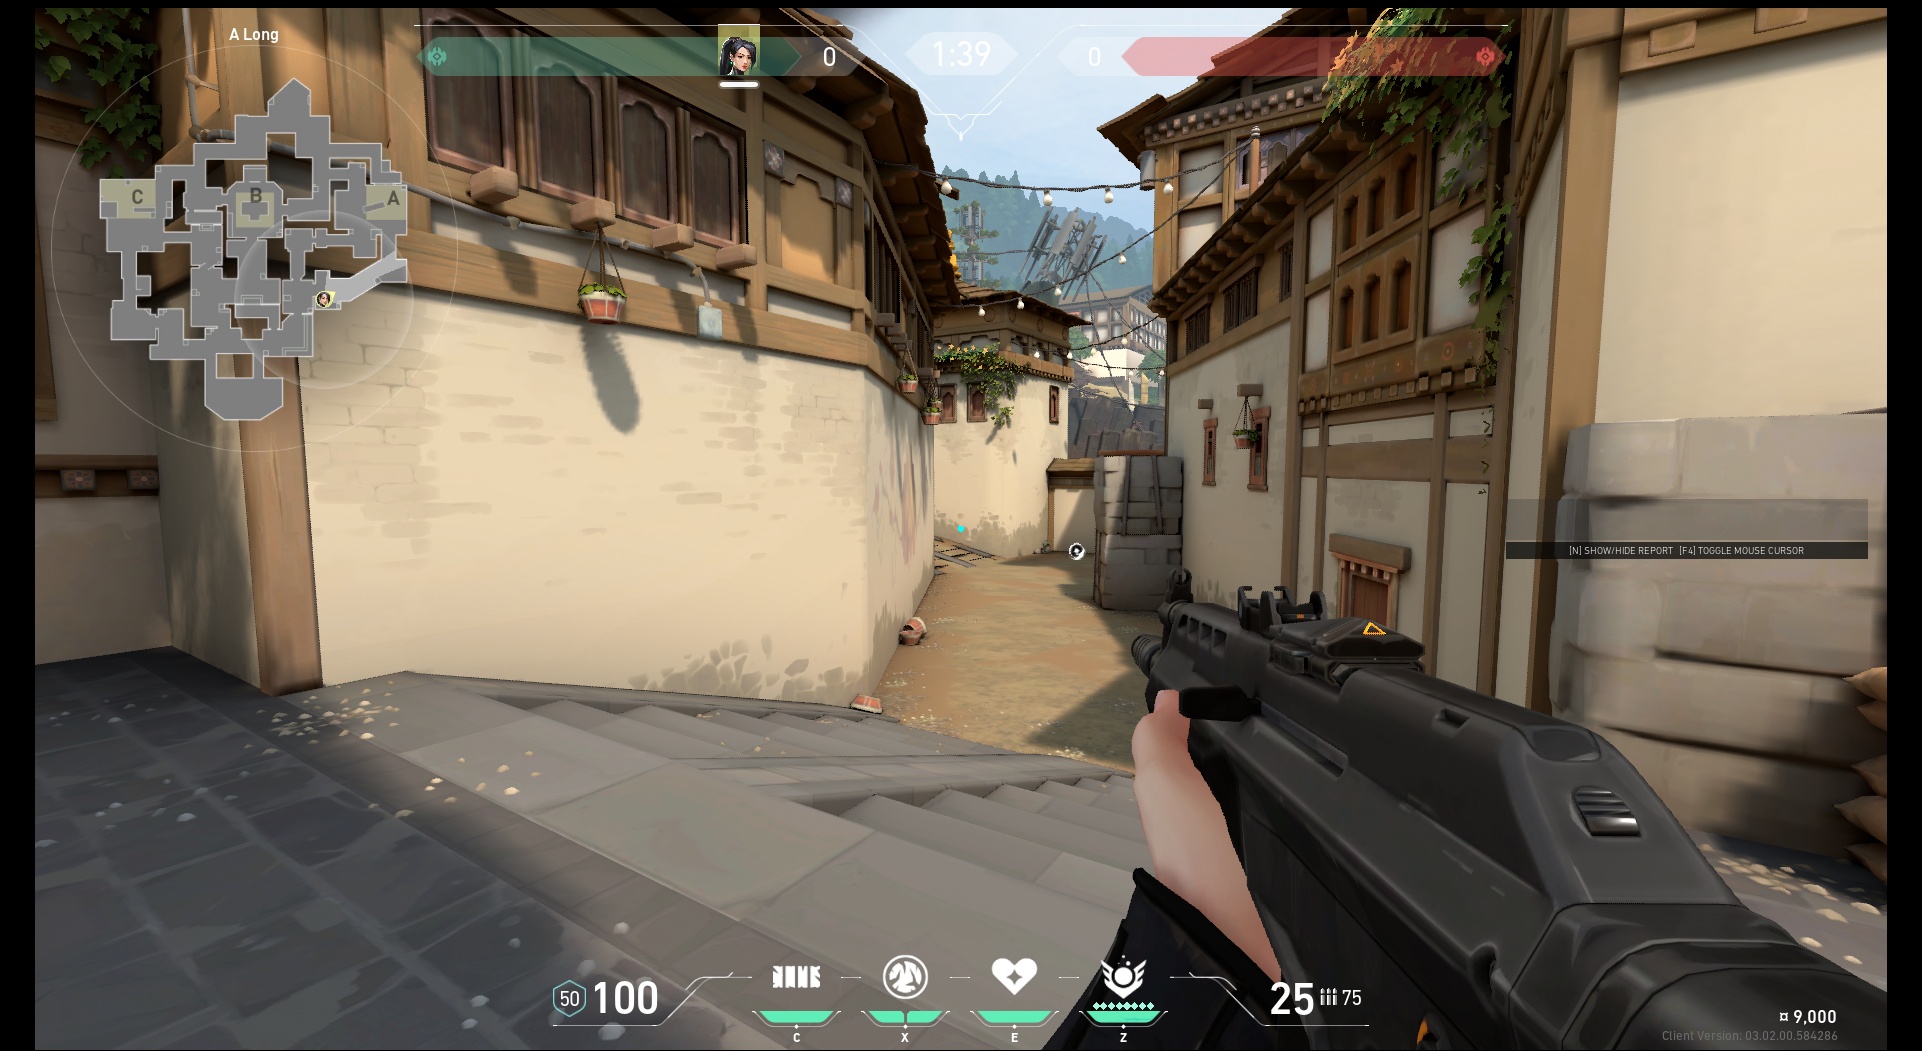 A Long
0
1:39
0
C
B
A
[N] SHOW/HIDE REPORT [F4] TOGGLE MOUSE CURSOR
50
100
25
75
C
X
E
Z
¤ 9,000
Client Version: 03.02.00.584286